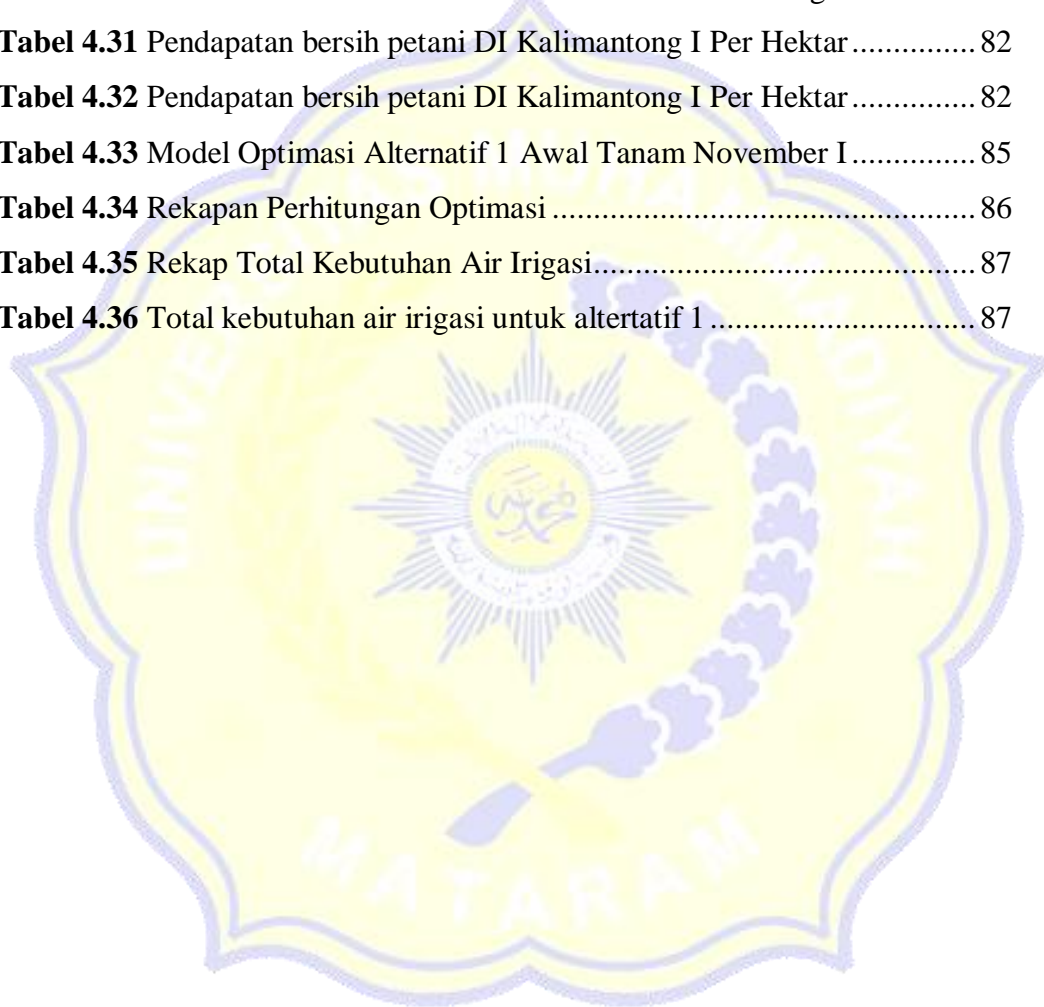 Tabel 4.31 Pendapatan bersih petani DI Kalimantong I Per Hektar............... 82
Tabel 4.32 Pendapatan bersih petani DI Kalimantong I Per Hektar............... 82
Tabel 4.33 Model Optimasi Alternatif 1 Awal Tanam November I............... 85
Tabel 4.34 Rekapan Perhitungan Optimasi................................................... 86
Tabel 4.35 Rekap Total Kebutuhan Air Irigasi.............................................. 87
Tabel 4.36 Total kebutuhan air irigasi untuk altertatif 1................................ 87
UNIVERSITAS MUHAMMADIYAH
MATARAM